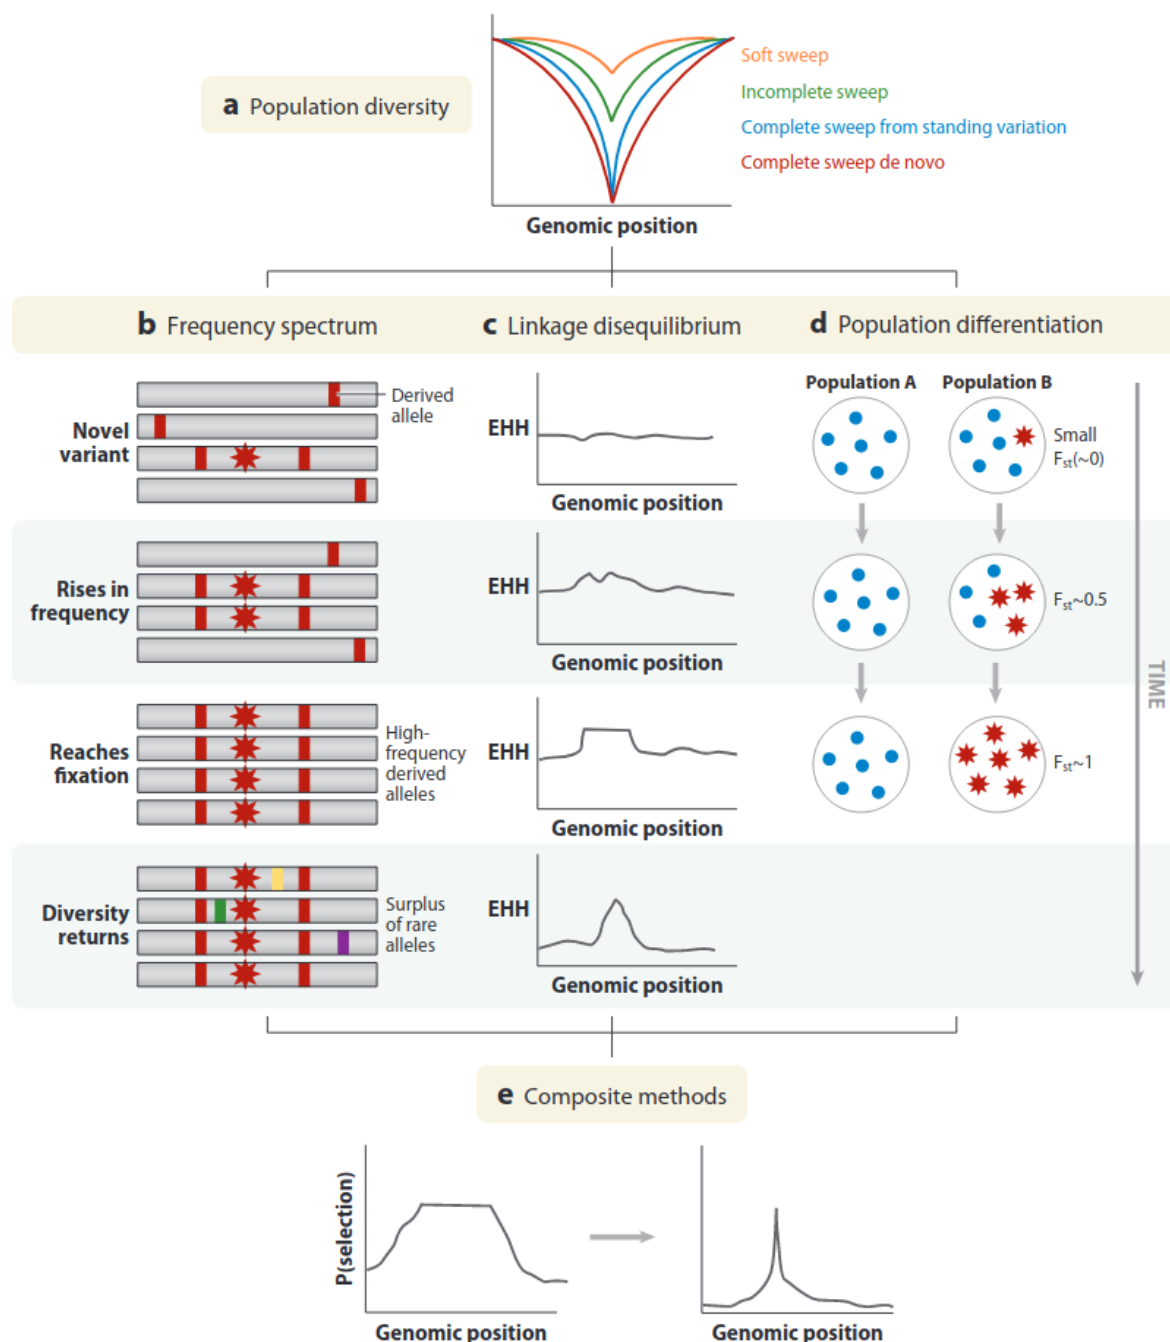 a Population diversity
Soft sweep
Incomplete sweep
Complete sweep from standing variation
Complete sweep de novo
Genomic position
b Frequency spectrum
c Linkage disequilibrium
d Population differentiation
Novel
variant
Derived
allele
EHH
Genomic position
Population A
Population B
Small
Fst(~0)
Rises in
frequency
EHH
Genomic position
Fst~0.5
Reaches
fixation
High-
frequency
derived
alleles
EHH
Genomic position
Fst~1
Diversity
returns
Surplus
of rare
alleles
EHH
Genomic position
TIME
e Composite methods
P(selection)
Genomic position
Genomic position